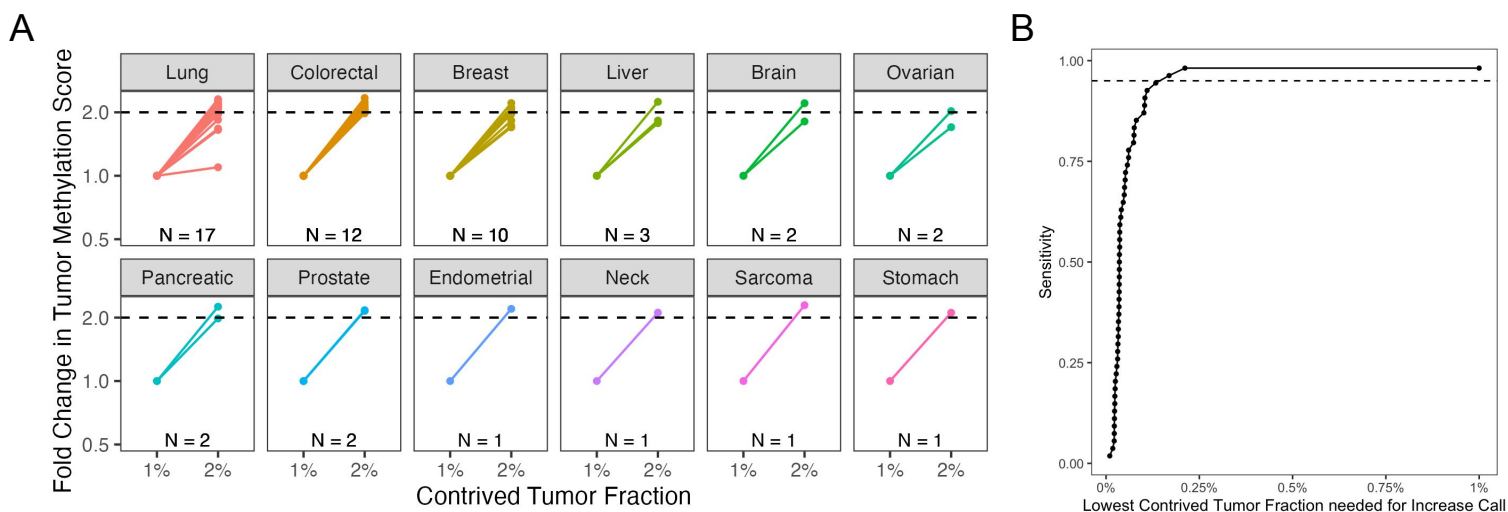 A
B
Fold Change in Tumor Methylation Score
Lung Colorectal Breast Liver Brain Ovarian
2.0
1.0
0.5
N = 17 N = 12 N = 10 N = 3 N = 2 N = 2
Pancreatic Prostate Endometrial Neck Sarcoma Stomach
2.0
1.0
0.5
N = 2 N = 2 N = 1 N = 1 N = 1 N = 1
1% 2% 1% 2% 1% 2% 1% 2% 1% 2% 1% 2%
Contrived Tumor Fraction
Sensitivity
1.00
0.75
0.50
0.25
0.00
0% 0.25% 0.5% 0.75% 1%
Lowest Contrived Tumor Fraction needed for Increase Call